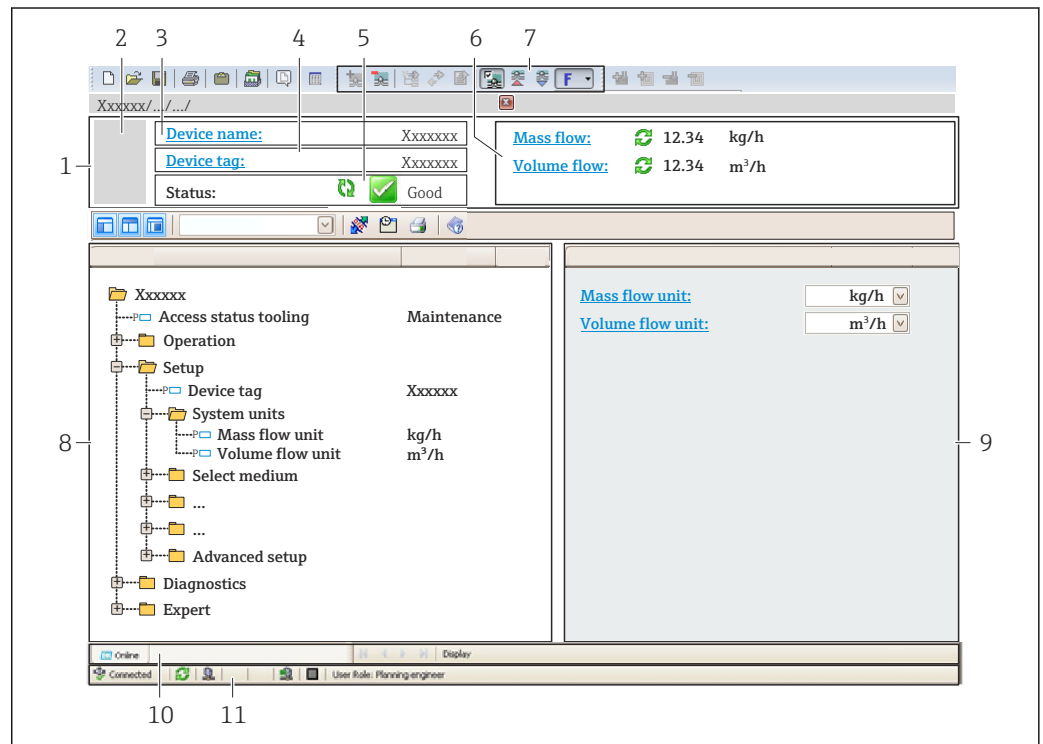 2 3 4 5 6 7
F
Xxxxxx/.../.../
1
Device name: Xxxxxxx
Device tag: Xxxxxxx
Status: Good
Mass flow: 12.34 kg/h
Volume flow: 12.34 m³/h
Xxxxxx
P Access status tooling Maintenance
Operation
Setup
P Device tag Xxxxxx
System units
P Mass flow unit kg/h
P Volume flow unit m³/h
Select medium
...
...
Advanced setup
Diagnostics
Expert
Mass flow unit: kg/h
Volume flow unit: m³/h
8
9
Online Display
Connected User Role: Planning engineer
10 11